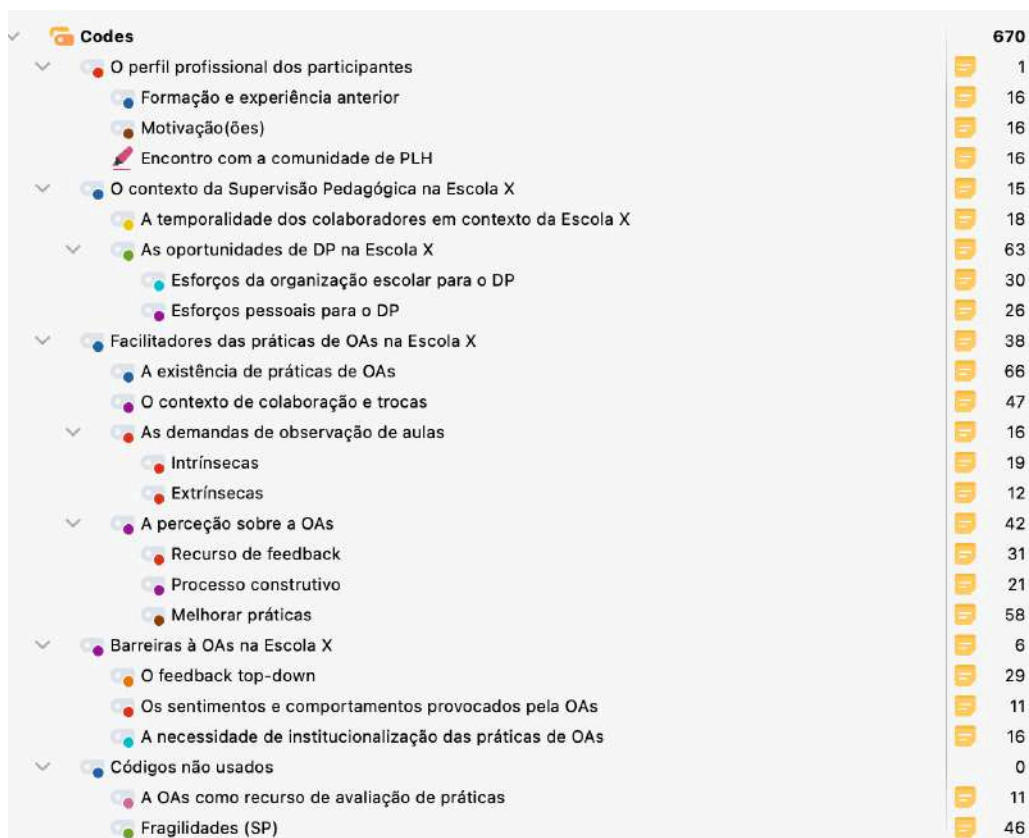 Codes 670
O perfil profissional dos participantes 1
Formação e experiência anterior 16
Motivação(ões) 16
Encontro com a comunidade de PLH 16
O contexto da Supervisão Pedagógica na Escola X 15
A temporalidade dos colaboradores em contexto da Escola X 18
As oportunidades de DP na Escola X 63
Esforços da organização escolar para o DP 30
Esforços pessoais para o DP 26
Facilitadores das práticas de OAs na Escola X 38
A existência de práticas de OAs 66
O contexto de colaboração e trocas 47
As demandas de observação de aulas 16
Intrínsecas 19
Extrínsecas 12
A perceção sobre a OAs 42
Recurso de feedback 31
Processo construtivo 21
Melhorar práticas 58
Barreiras à OAs na Escola X 6
O feedback top-down 29
Os sentimentos e comportamentos provocados pela OAs 11
A necessidade de institucionalização das práticas de OAs 16
Códigos não usados 0
A OAs como recurso de avaliação de práticas 11
Fragilidades (SP) 46